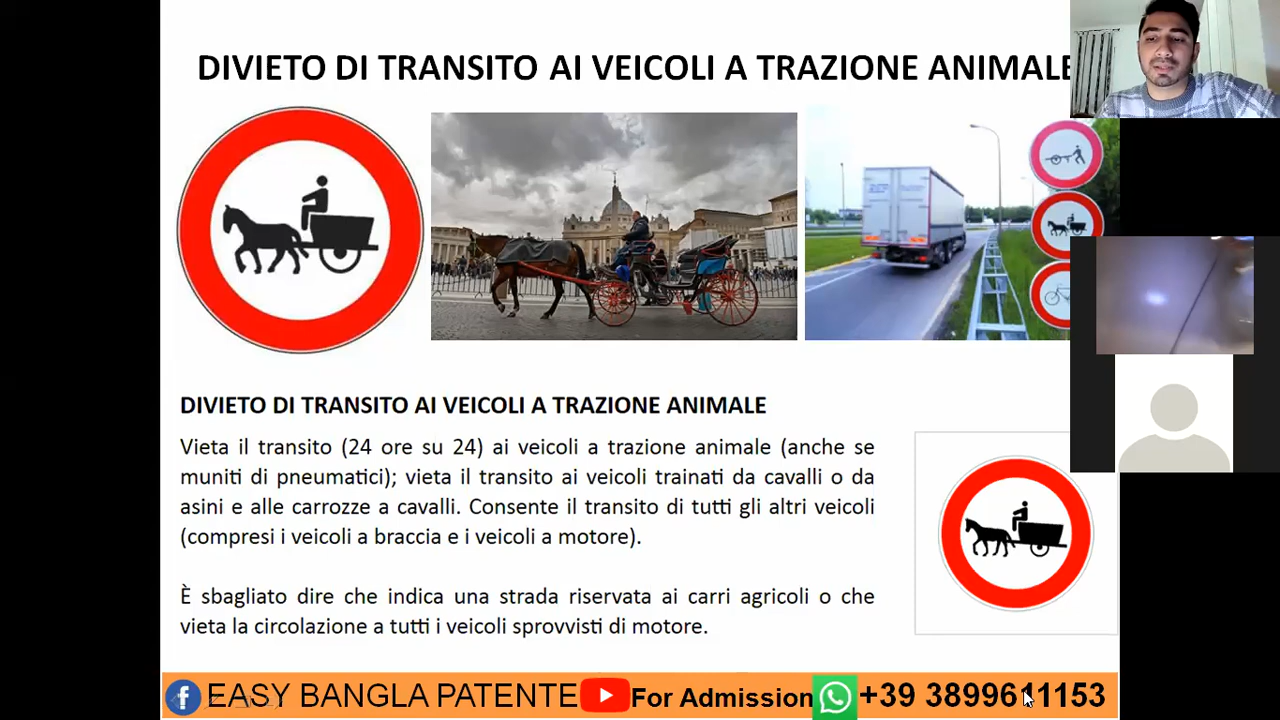 DIVIETO DI TRANSITO AI VEICOLI A TRAZIONE ANIMALE
DIVIETO DI TRANSITO AI VEICOLI A TRAZIONE ANIMALE
Vieta il transito (24 ore su 24) ai veicoli a trazione animale (anche se
muniti di pneumatici); vieta il transito ai veicoli trainati da cavalli o da
asini e alle carrozze a cavalli. Consente il transito di tutti gli altri veicoli
(compresi i veicoli a braccia e i veicoli a motore).
È sbagliato dire che indica una strada riservata ai carri agricoli o che
vieta la circolazione a tutti i veicoli sprovvisti di motore.
EASY BANGLA PATENTE For Admission +39 3899641153